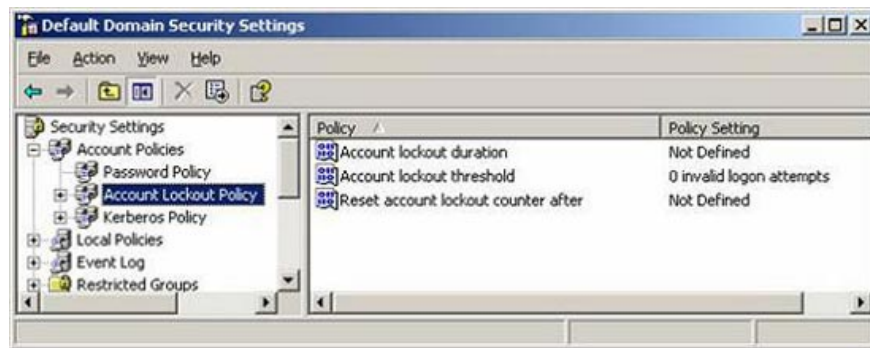 Default Domain Security Settings
File Action View Help
Security Settings
Account Policies
Password Policy
Account Lockout Policy
Kerberos Policy
Local Policies
Event Log
Restricted Groups
Policy Policy Setting
Account lockout duration Not Defined
Account lockout threshold 0 invalid logon attempts
Reset account lockout counter after Not Defined